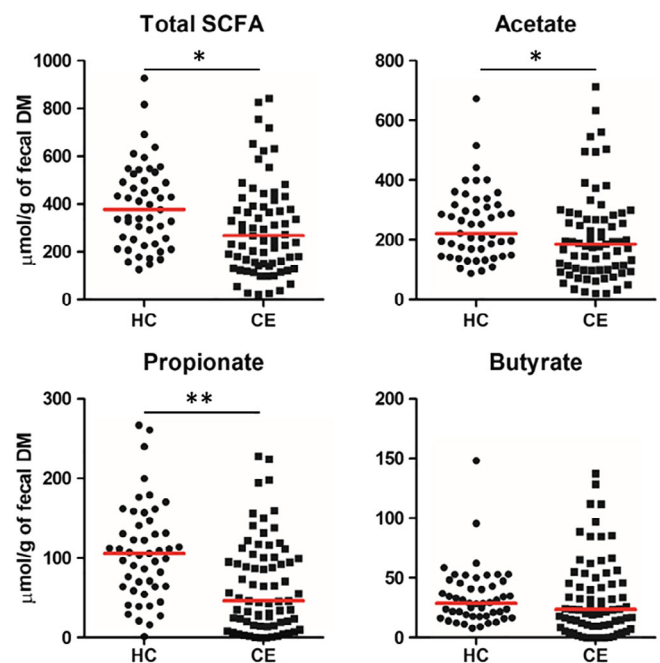 Total SCFA
*
1000
800
600
400
200
0
μmol/g of fecal DM
HC CE
Acetate
*
800
600
400
200
0
HC CE
Propionate
**
300
200
100
0
μmol/g of fecal DM
HC CE
Butyrate
200
150
100
50
0
HC CE